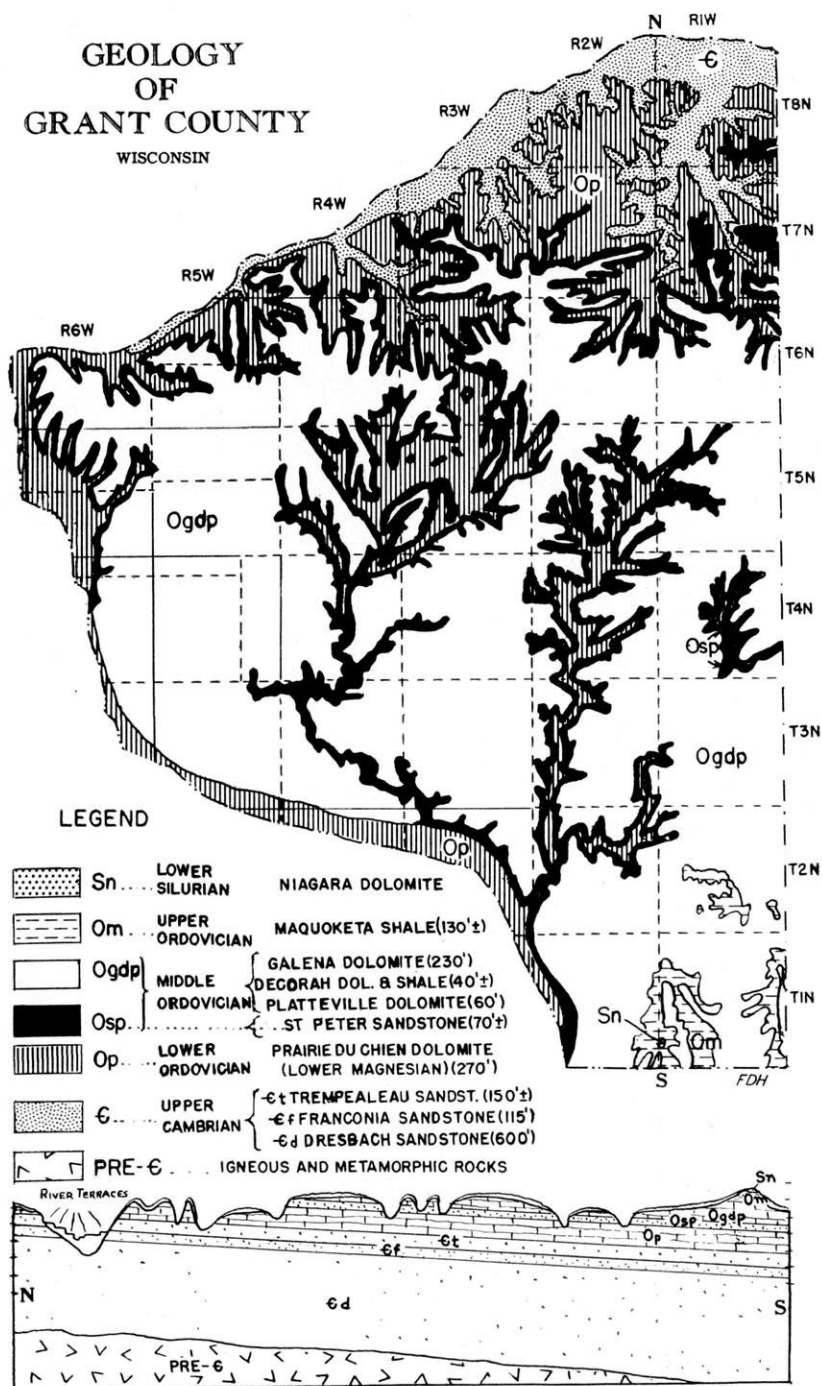 GEOLOGY
OF
GRANT COUNTY
WISCONSIN
N
R1W
R2W
R3W
R4W
R5W
R6W
Є
T8N
Op
T7N
T6N
T5N
Ogdp
T4N
Osp
T3N
Ogdp
Op
T2N
T1N
Sn
Om
S
FDH
LEGEND
Sn .... LOWER SILURIAN NIAGARA DOLOMITE
Om .... UPPER ORDOVICIAN MAQUOKETA SHALE (130'±)
Ogdp MIDDLE ORDOVICIAN GALENA DOLOMITE (230')
DECORAH DOL. & SHALE (40'±)
PLATTEVILLE DOLOMITE (60')
Osp ST PETER SANDSTONE (70'±)
Op .... LOWER ORDOVICIAN PRAIRIE DU CHIEN DOLOMITE
(LOWER MAGNESIAN) (270')
Є .... UPPER CAMBRIAN -Єt TREMPEALEAU SANDST. (150'±)
-Єf FRANCONIA SANDSTONE (115')
-Єd DRESBACH SANDSTONE (600')
PRE-Є .... IGNEOUS AND METAMORPHIC ROCKS
RIVER TERRACES
Sn
Om
Ogdp
Osp
Op
Єt
Єf
N
Єd
S
PRE-Є